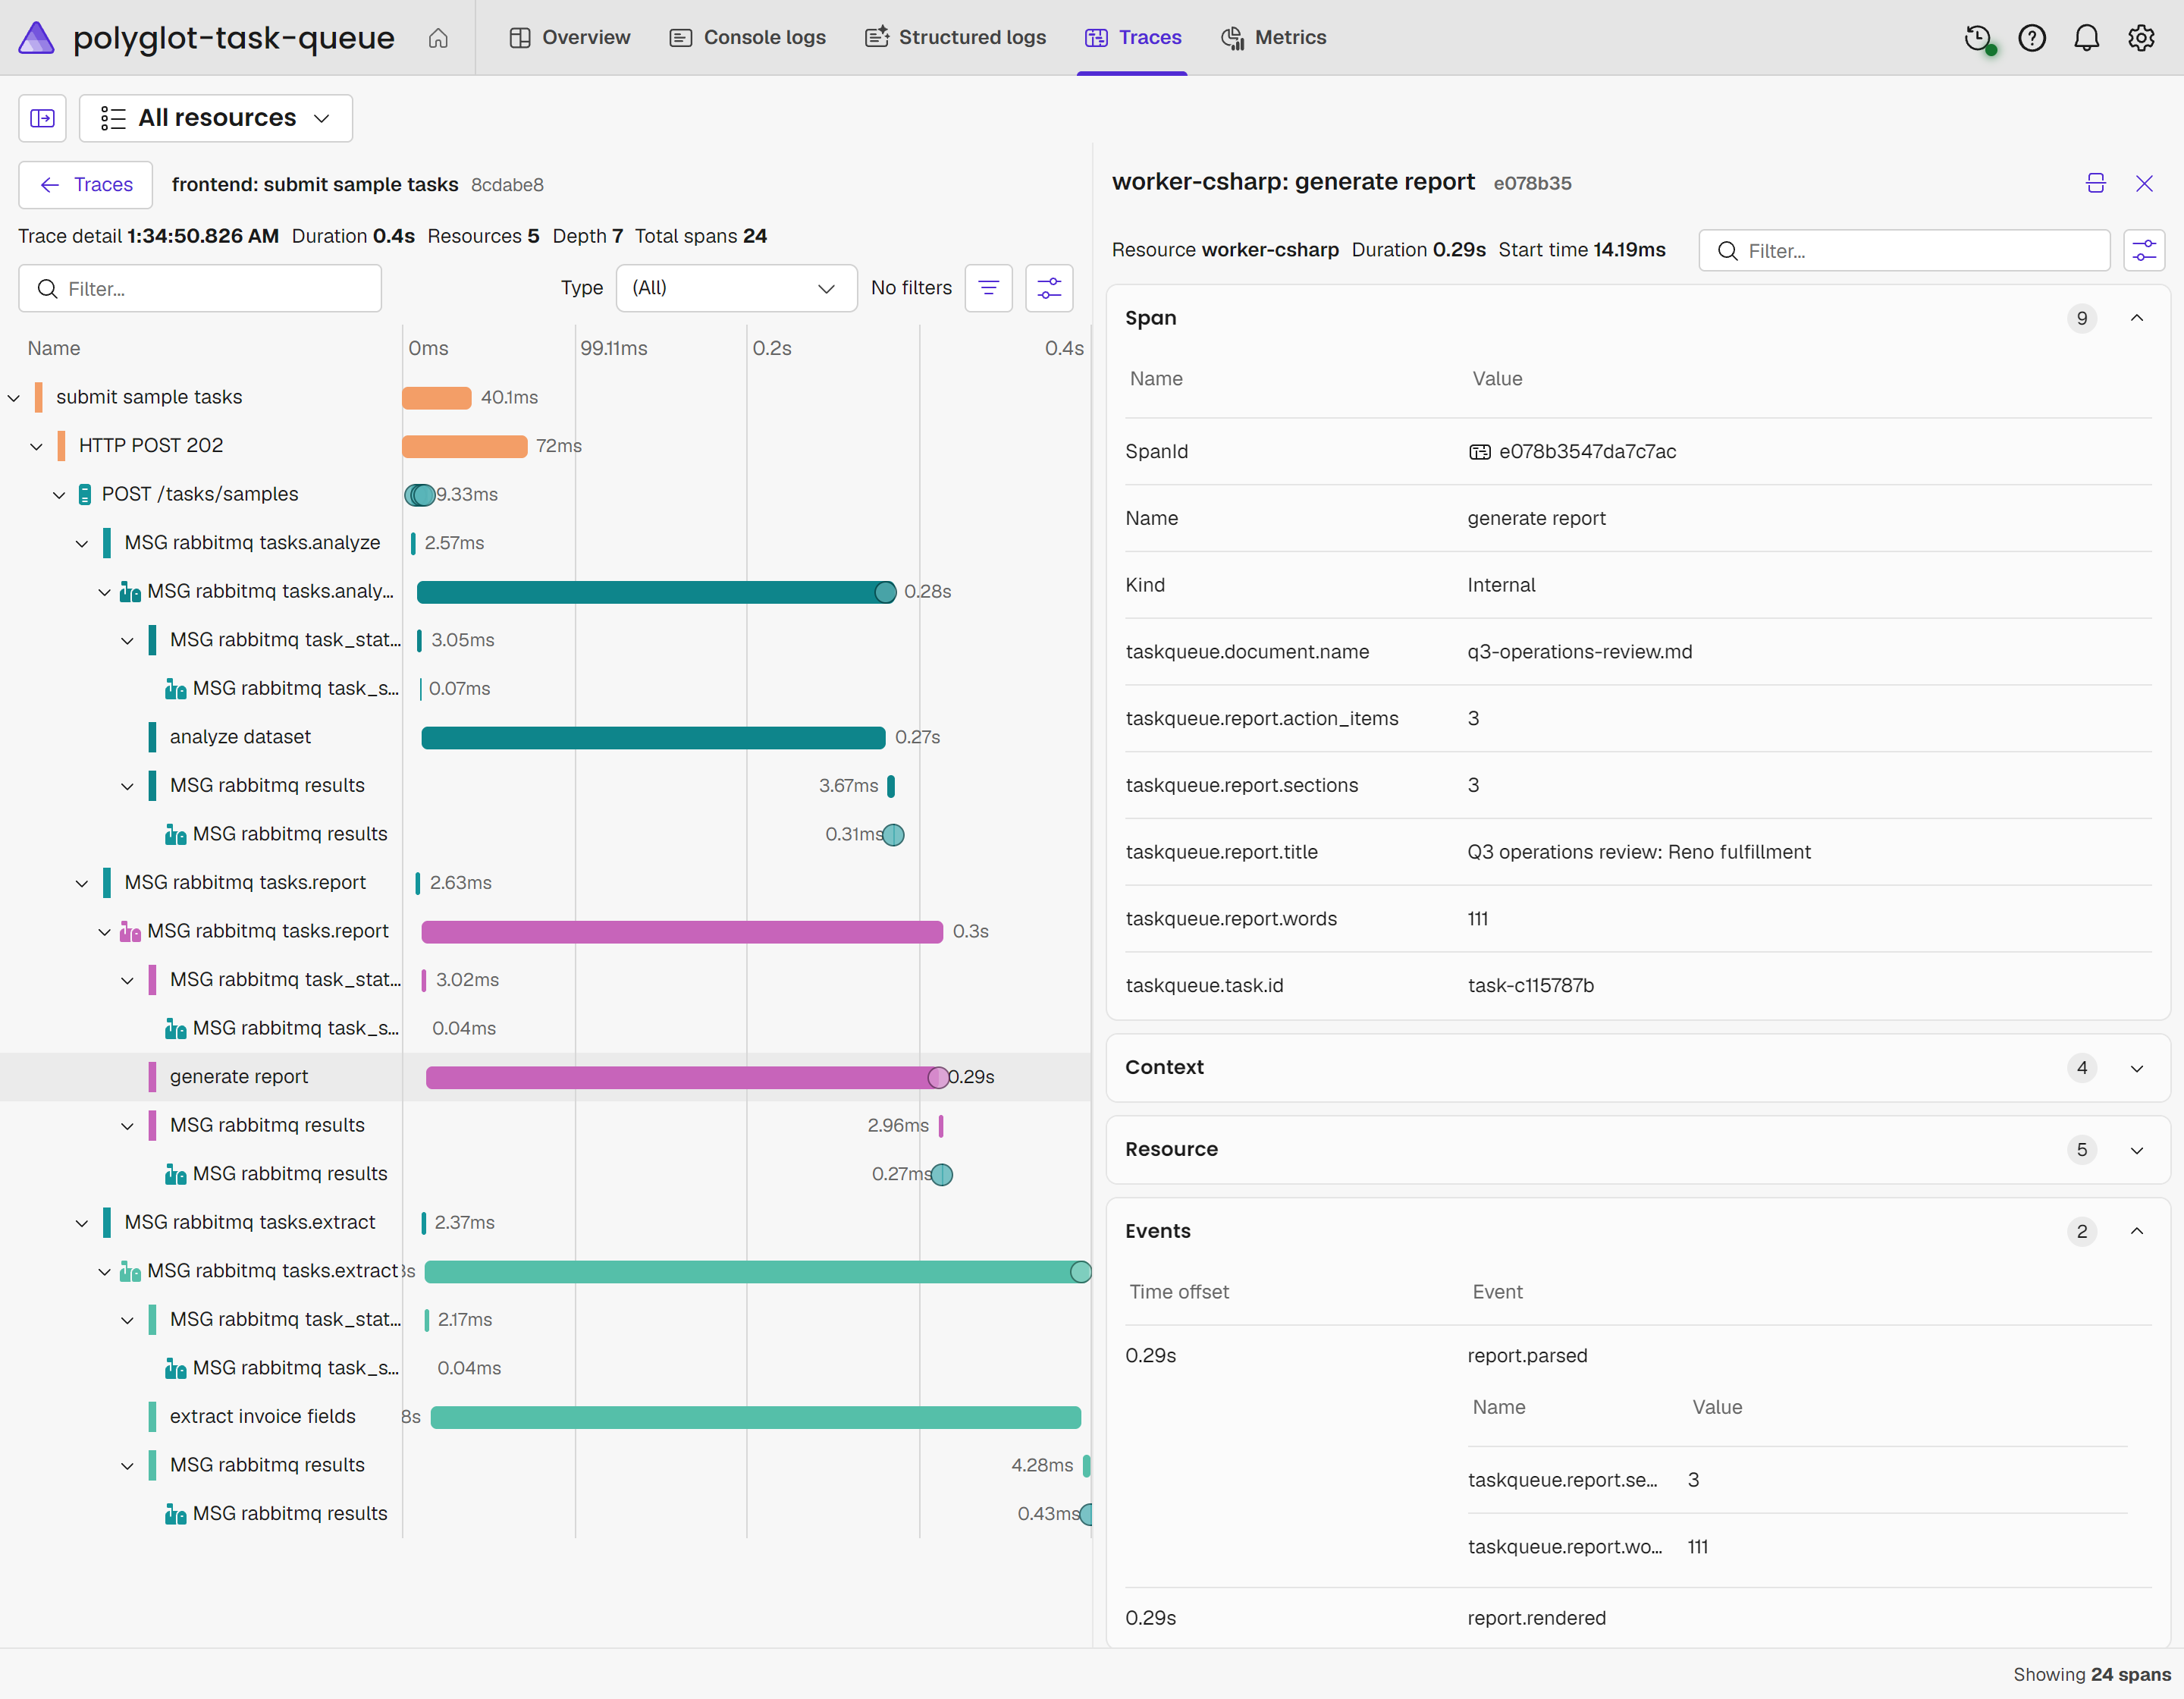 polyglot-task-queue
Overview
Console logs
Structured logs
Traces
Metrics
All resources
Traces
frontend: submit sample tasks 8cdabe8
Trace detail 1:34:50.826 AM Duration 0.4s Resources 5 Depth 7 Total spans 24
Filter...
Type
(All)
No filters
Name
0ms
99.11ms
0.2s
0.4s
submit sample tasks
40.1ms
HTTP POST 202
72ms
POST /tasks/samples
9.33ms
MSG rabbitmq tasks.analyze
2.57ms
MSG rabbitmq tasks.analy...
0.28s
MSG rabbitmq task_stat...
3.05ms
MSG rabbitmq task_s...
0.07ms
analyze dataset
0.27s
MSG rabbitmq results
3.67ms
MSG rabbitmq results
0.31ms
MSG rabbitmq tasks.report
2.63ms
MSG rabbitmq tasks.report
0.3s
MSG rabbitmq task_stat...
3.02ms
MSG rabbitmq task_s...
0.04ms
generate report
0.29s
MSG rabbitmq results
2.96ms
MSG rabbitmq results
0.27ms
MSG rabbitmq tasks.extract
2.37ms
MSG rabbitmq tasks.extract
MSG rabbitmq task_stat...
2.17ms
MSG rabbitmq task_s...
0.04ms
extract invoice fields
8s
MSG rabbitmq results
4.28ms
MSG rabbitmq results
0.43ms
worker-csharp: generate report e078b35
Resource worker-csharp Duration 0.29s Start time 14.19ms
Filter...
Span
9
Name Value
SpanId e078b3547da7c7ac
Name generate report
Kind Internal
taskqueue.document.name q3-operations-review.md
taskqueue.report.action_items 3
taskqueue.report.sections 3
taskqueue.report.title Q3 operations review: Reno fulfillment
taskqueue.report.words 111
taskqueue.task.id task-c115787b
Context
4
Resource
5
Events
2
Time offset Event
0.29s report.parsed
Name Value
taskqueue.report.se... 3
taskqueue.report.wo... 111
0.29s report.rendered
Showing 24 spans